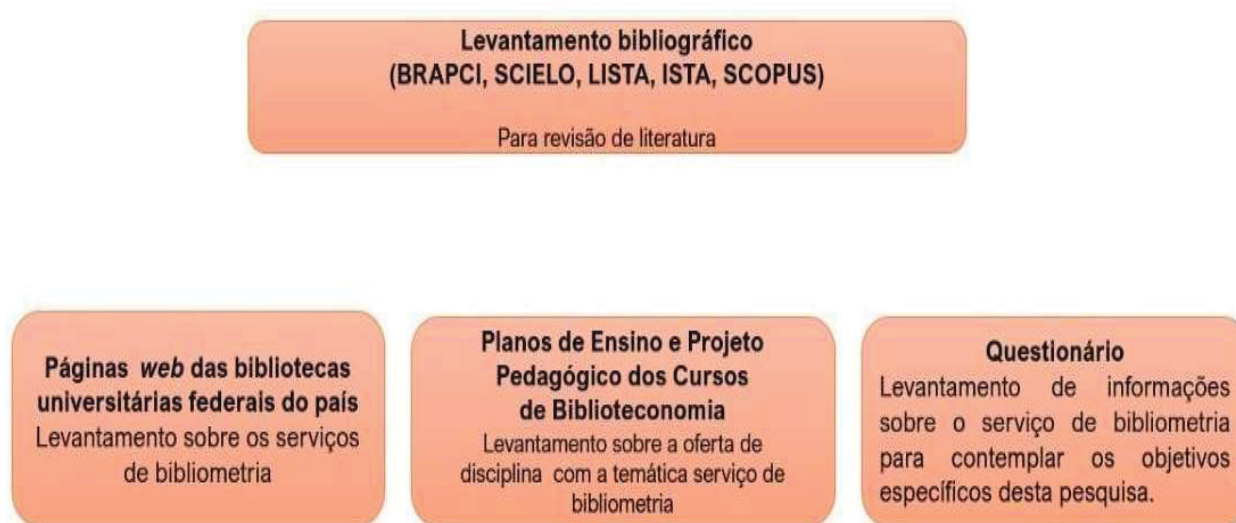 Levantamento bibliográfico
(BRAPCI, SCIELO, LISTA, ISTA, SCOPUS)
Para revisão de literatura
Páginas web das bibliotecas
universitárias federais do país
Levantamento sobre os serviços
de bibliometria
Planos de Ensino e Projeto
Pedagógico dos Cursos
de Biblioteconomia
Levantamento sobre a oferta de
disciplina com a temática serviço de
bibliometria
Questionário
Levantamento de informações
sobre o serviço de bibliometria
para contemplar os objetivos
específicos desta pesquisa.